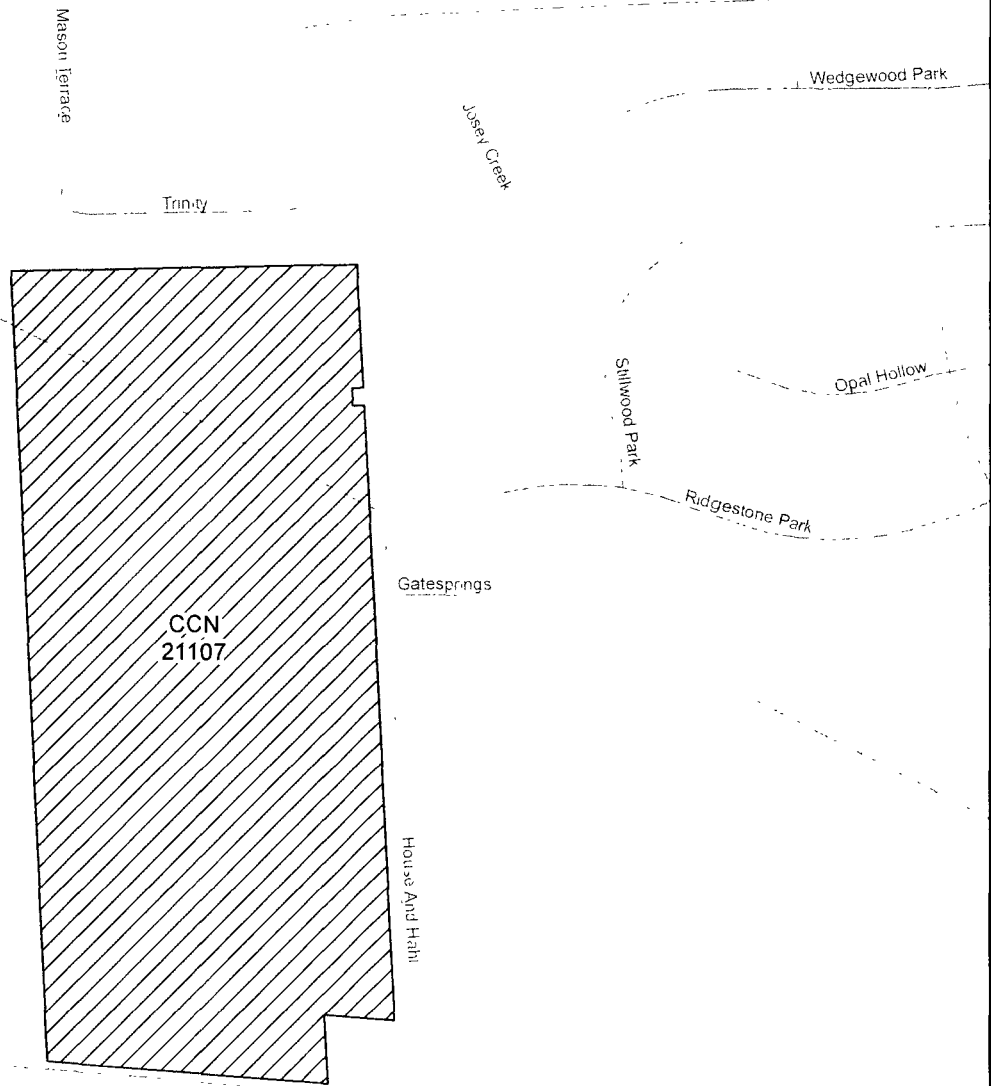 Mason Terrace
Wedgewood Park
Josey Creek
Trinity
Stillwood Park
Opal Hollow
Ridgestone Park
Gatesprings
CCN
21107
House And Hahl